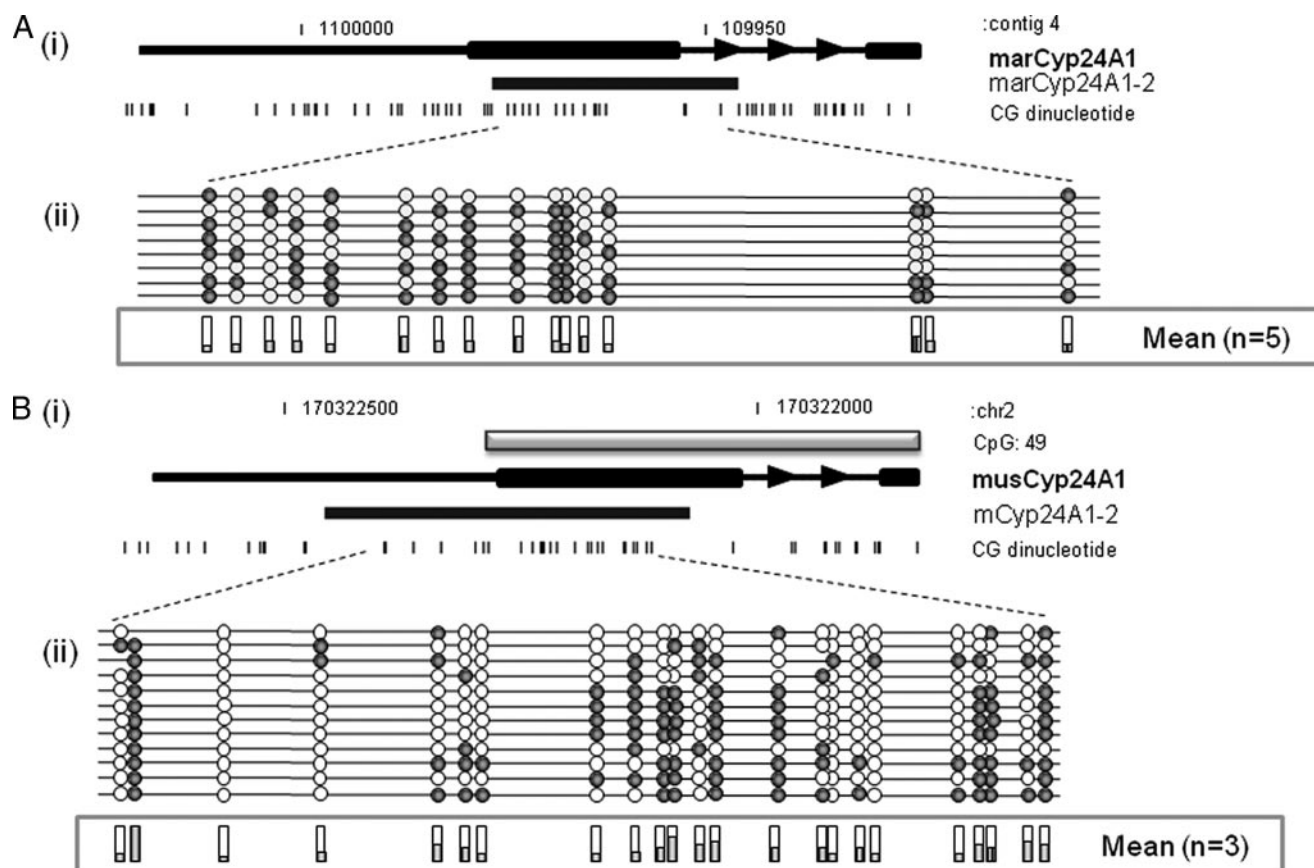 A (i)
1100000 109950 :contig 4
marCyp24A1
marCyp24A1-2
CG dinucleotide
(ii)
Mean (n=5)
B (i)
170322500 170322000 :chr2
CpG: 49
musCyp24A1
mCyp24A1-2
CG dinucleotide
(ii)
Mean (n=3)